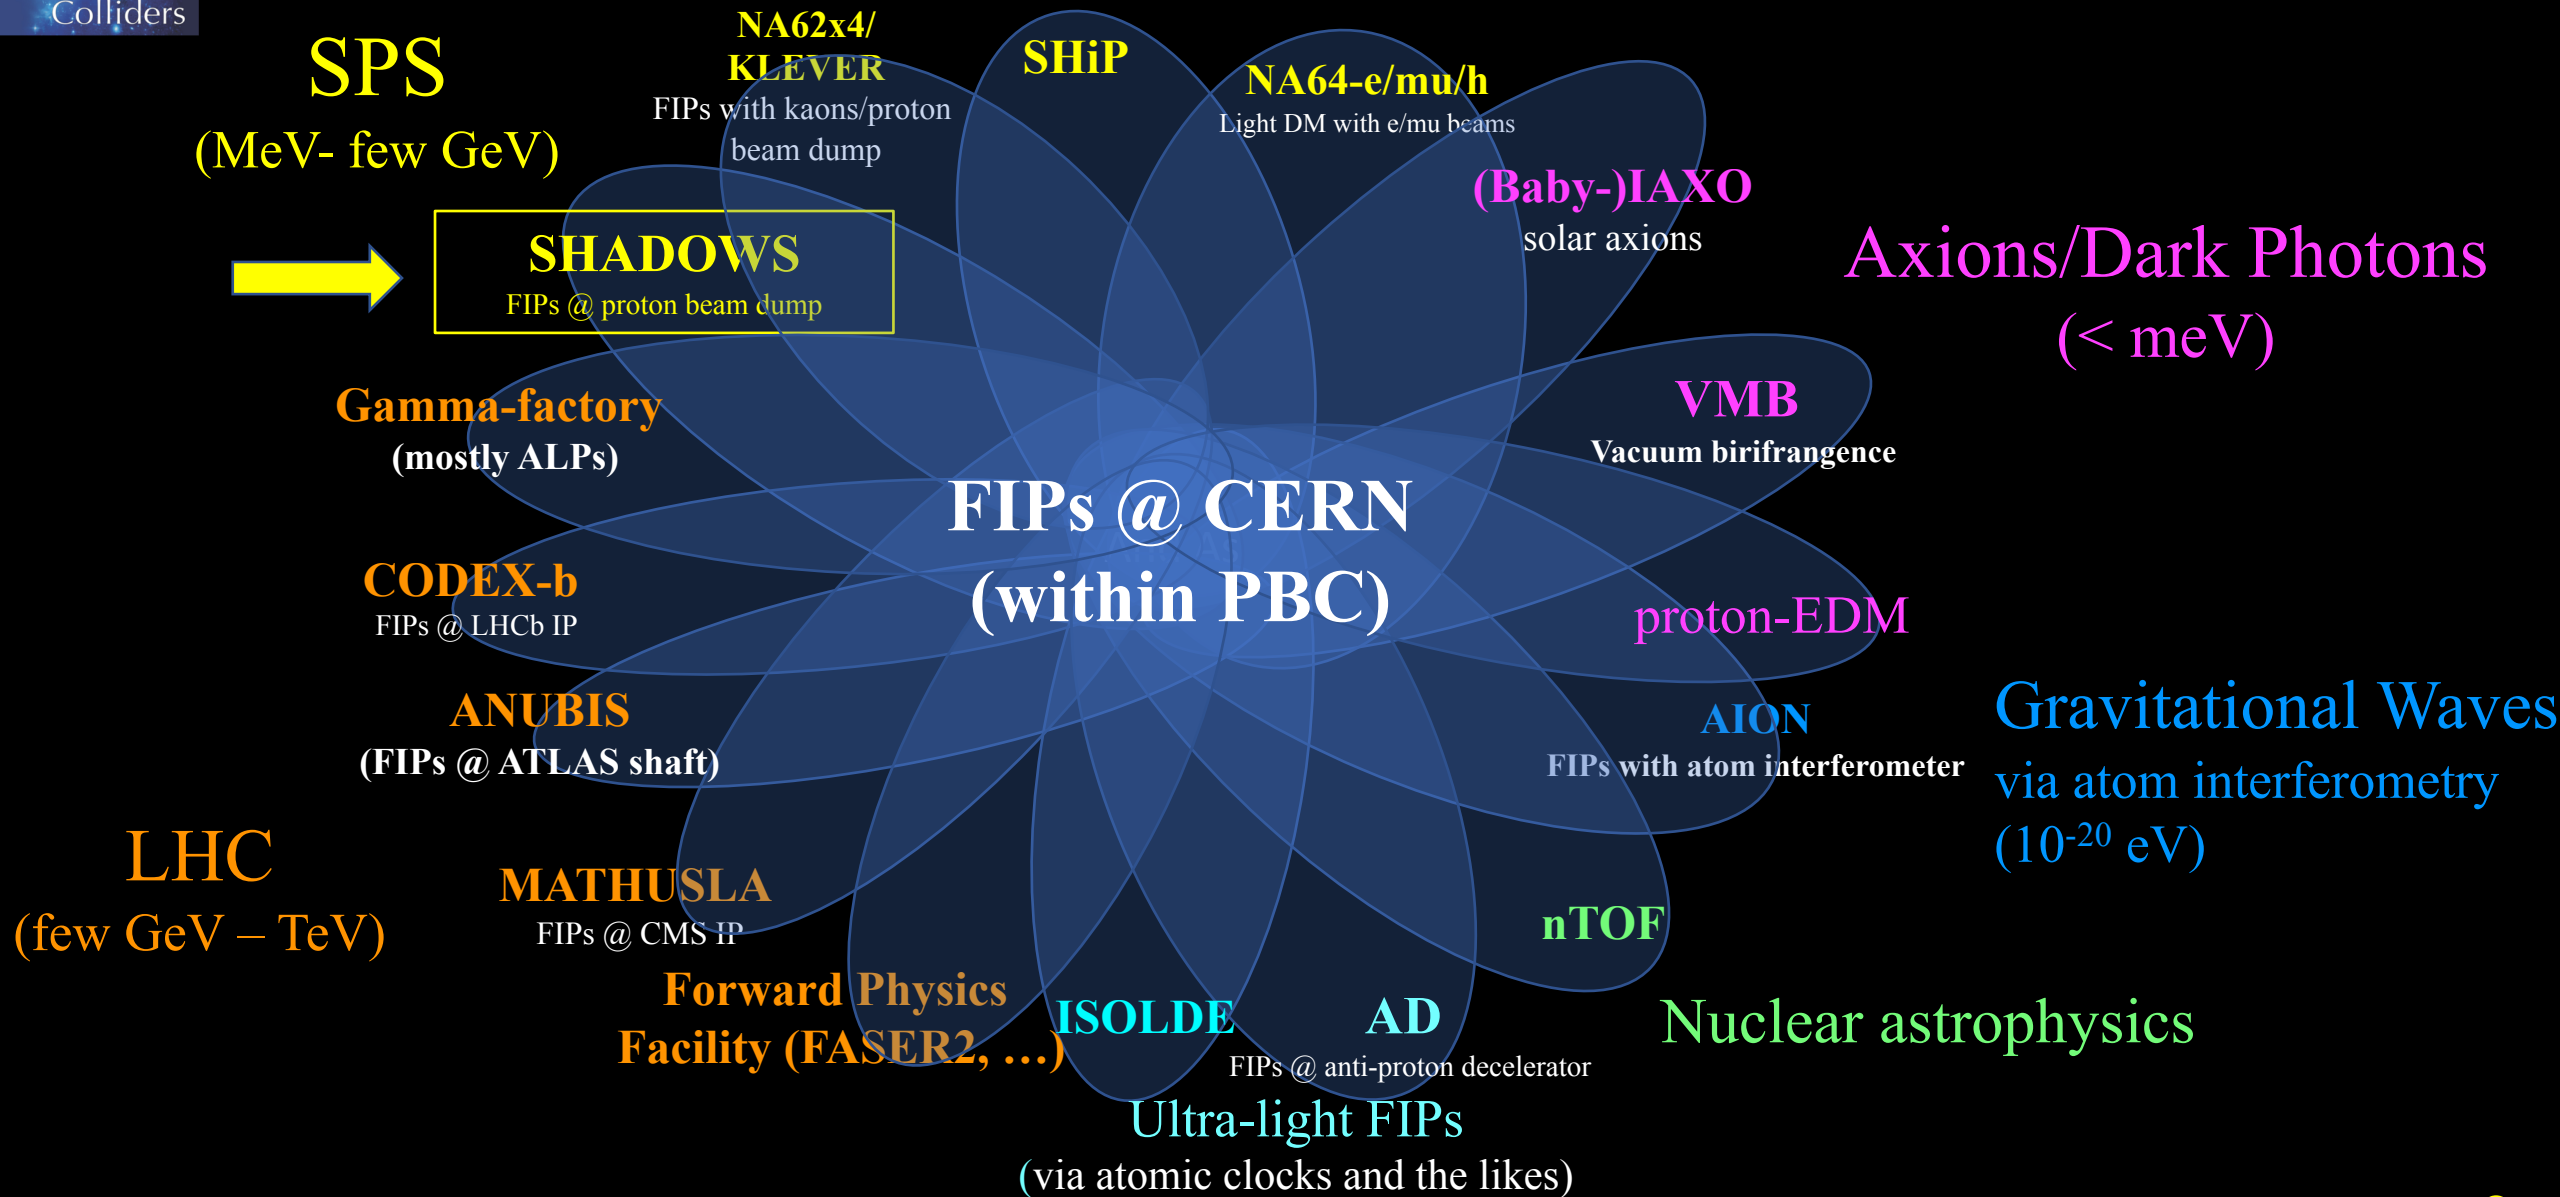 Colliders
SPS
(MeV- few GeV)
NA62x4/
KLEVER
FIPs with kaons/proton
beam dump
SHiP
NA64-e/mu/h
Light DM with e/mu beams
(Baby-)IAXO
solar axions
Axions/Dark Photons
(< meV)
SHADOWS
FIPs @ proton beam dump
Gamma-factory
(mostly ALPs)
VMB
Vacuum birifrangence
FIPs @ CERN
(within PBC)
CODEX-b
FIPs @ LHCb IP
proton-EDM
ANUBIS
(FIPs @ ATLAS shaft)
AION
FIPs with atom interferometer
Gravitational Waves
via atom interferometry
(10⁻²⁰ eV)
LHC
(few GeV – TeV)
MATHUSLA
FIPs @ CMS IP
nTOF
Forward Physics
Facility (FASER2, …)
ISOLDE
AD
FIPs @ anti-proton decelerator
Nuclear astrophysics
Ultra-light FIPs
(via atomic clocks and the likes)